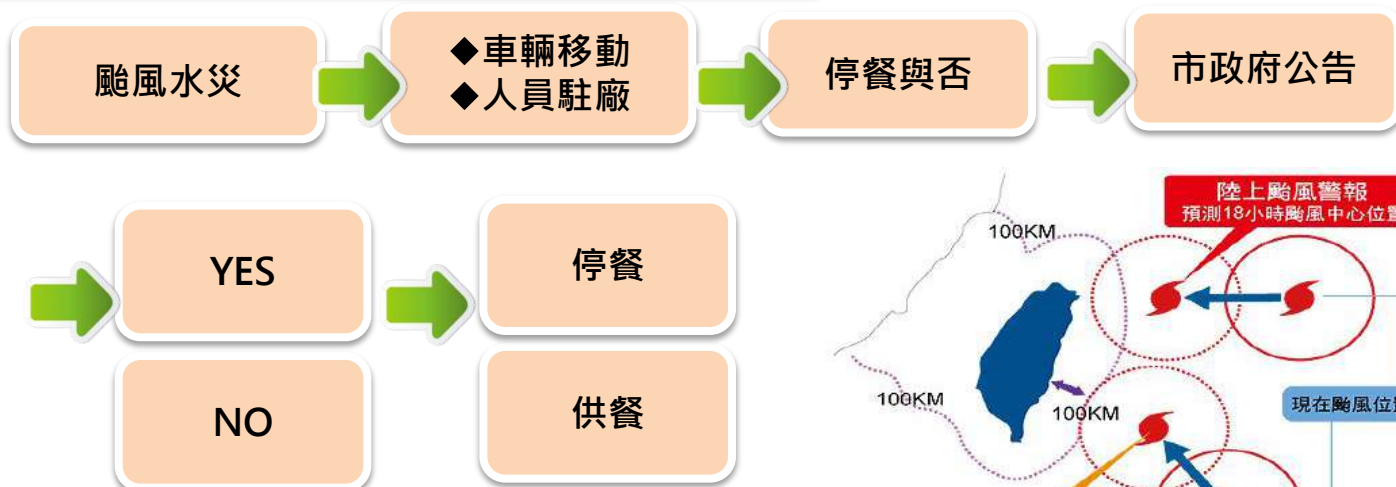 颱風水災
◆車輛移動
◆人員駐廠
停餐與否
市政府公告
YES
停餐
NO
供餐
陸上颱風警報
預測18小時颱風中心位置
100KM
100KM
100KM
現在颱風位置